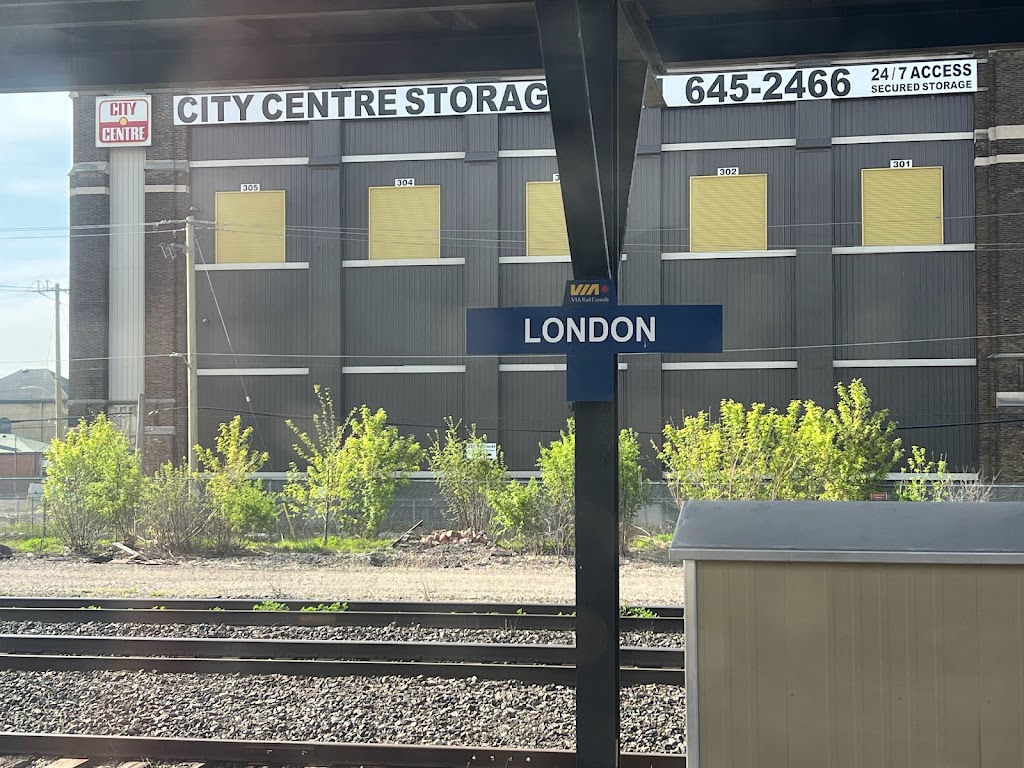 CITY
CENTRE
CITY CENTRE STORAG
645-2466
24/7 ACCESS
SECURED STORAGE
305
304
302
301
VIA
VIA Rail Canada
LONDON